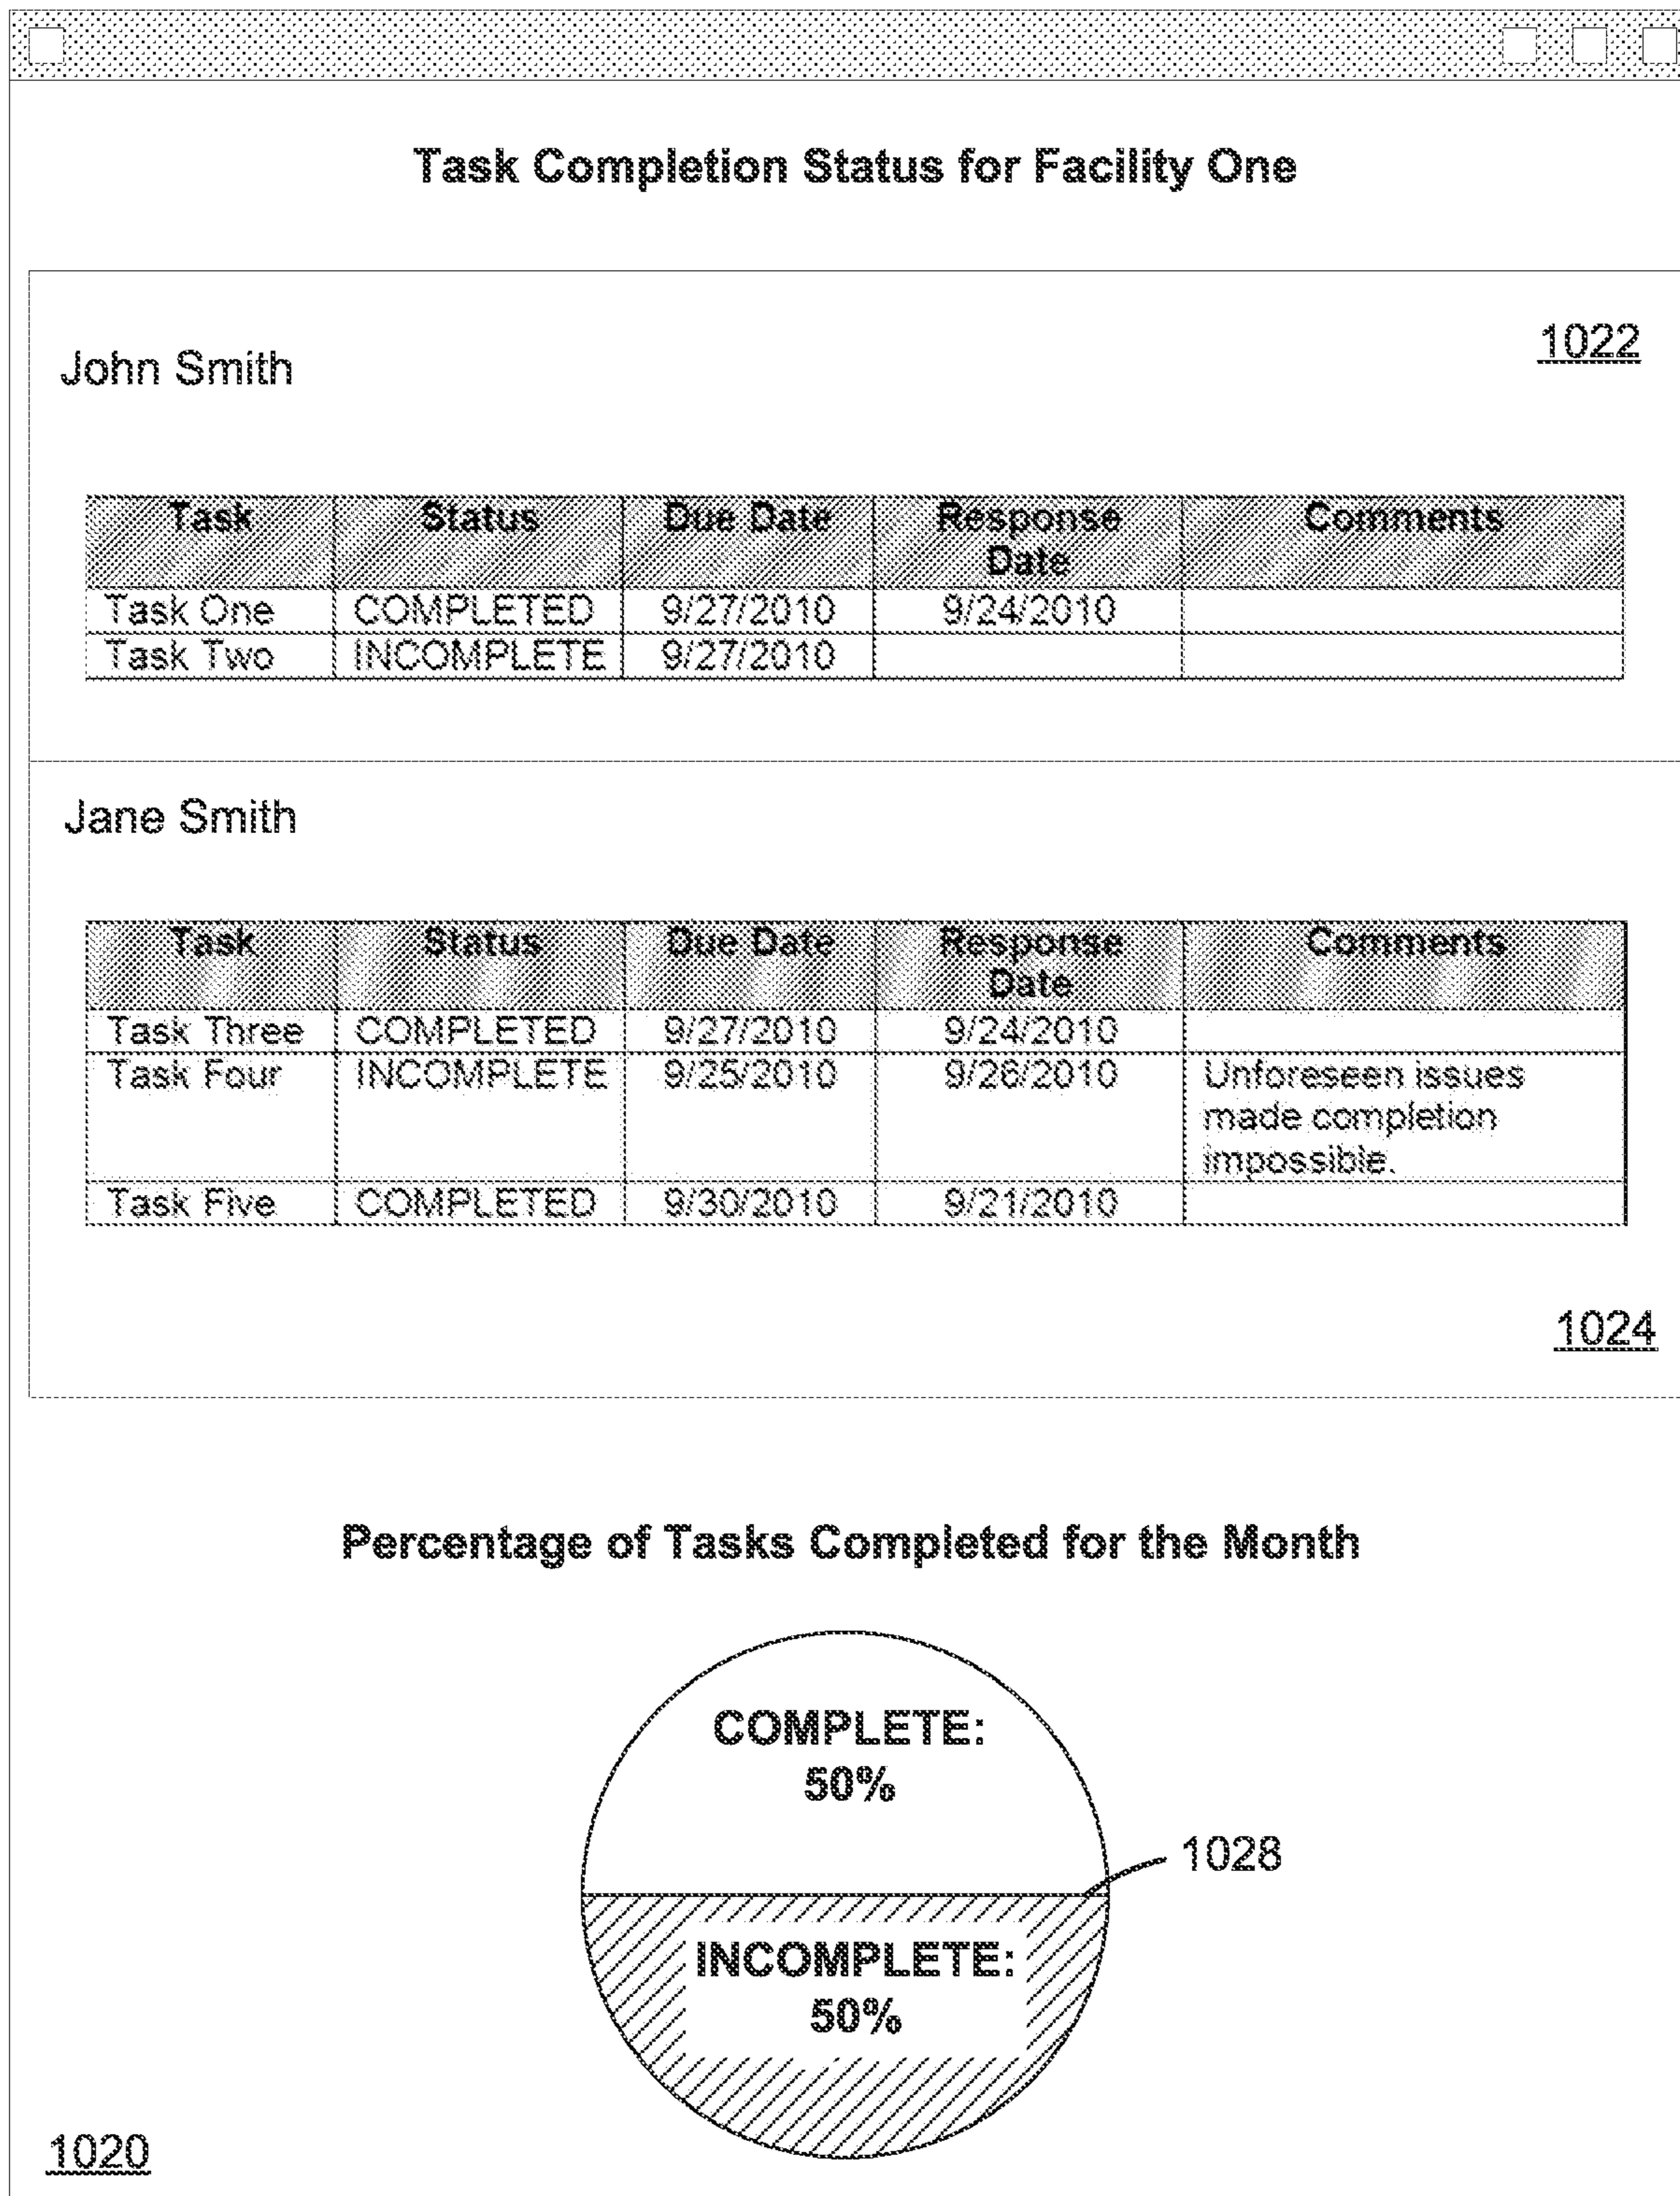 Task Completion Status for Facility One
1022
John Smith
Task Status Due Date Response Date Comments
Task One COMPLETED 9/27/2010 9/24/2010
Task Two INCOMPLETE 9/27/2010
Jane Smith
Task Status Due Date Response Date Comments
Task Three COMPLETED 9/27/2010 9/24/2010
Task Four INCOMPLETE 9/25/2010 9/26/2010 Unforeseen issues
made completion
impossible.
Task Five COMPLETED 9/30/2010 9/21/2010
1024
Percentage of Tasks Completed for the Month
COMPLETE:
50%
1028
INCOMPLETE:
50%
1020